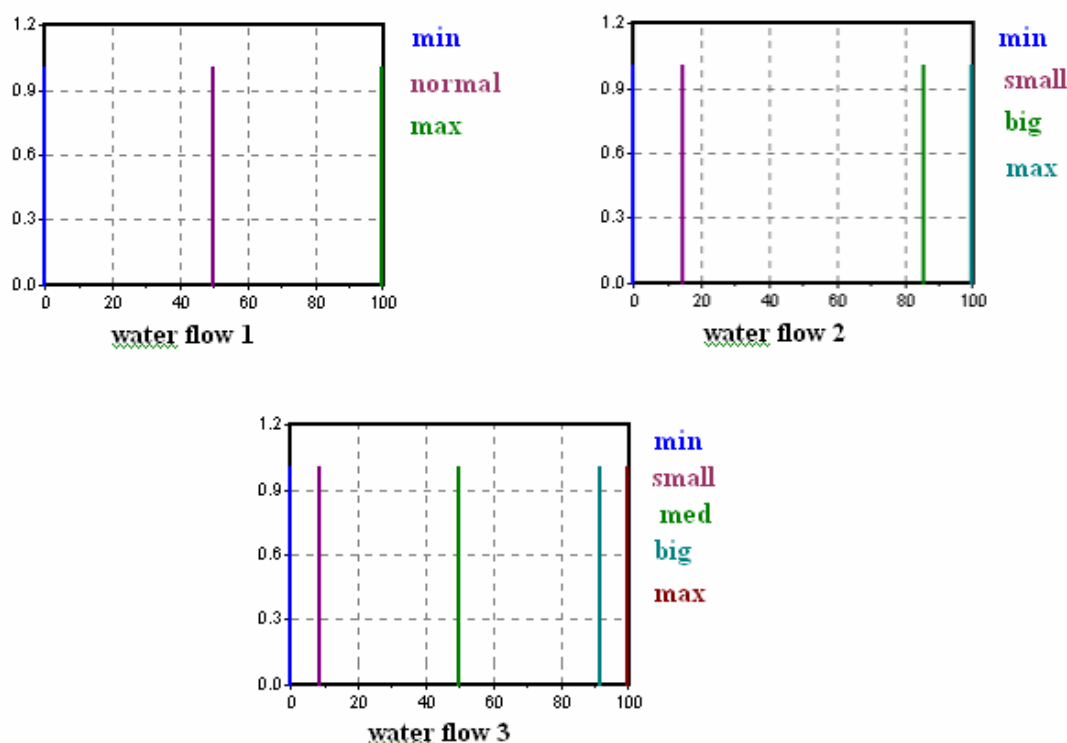 1.2
0.9
0.6
0.3
0.0
0 20 40 60 80 100
water flow 1
min
normal
max
1.2
0.9
0.6
0.3
0.0
0 20 40 60 80 100
water flow 2
min
small
big
max
1.2
0.9
0.6
0.3
0.0
0 20 40 60 80 100
water flow 3
min
small
med
big
max